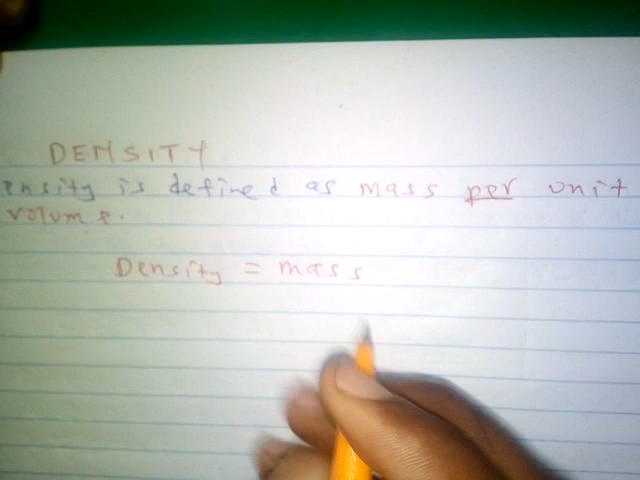 DENSITY
ensity is defined as mass per unit
volume.
Density = mass